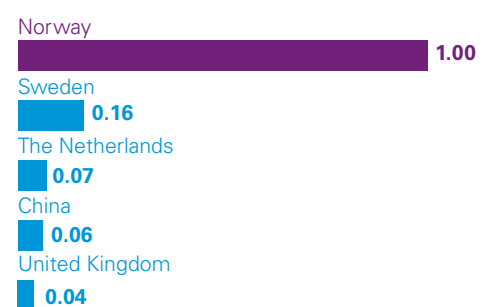 Norway
1.00
Sweden
0.16
The Netherlands
0.07
China
0.06
United Kingdom
0.04